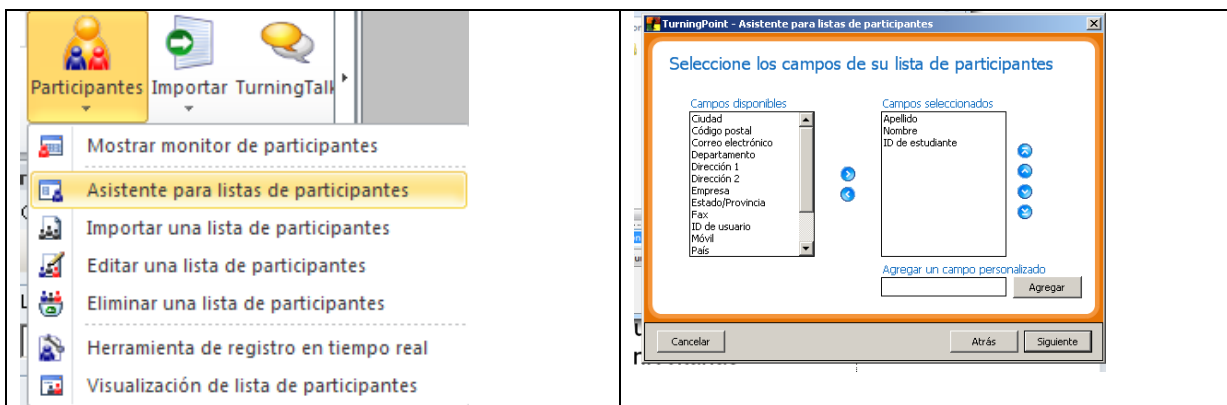 Participantes Importar TurningTalk
Mostrar monitor de participantes
Asistente para listas de participantes
Importar una lista de participantes
Editar una lista de participantes
Eliminar una lista de participantes
Herramienta de registro en tiempo real
Visualización de lista de participantes
TurningPoint - Asistente para listas de participantes
Seleccione los campos de su lista de participantes
Campos disponibles
Ciudad
Código postal
Correo electrónico
Departamento
Dirección 1
Dirección 2
Empresa
Estado/Provincia
Fax
ID de usuario
Móvil
País
Campos seleccionados
Apellido
Nombre
ID de estudiante
Agregar un campo personalizado
Agregar
Cancelar
Atrás
Siguiente